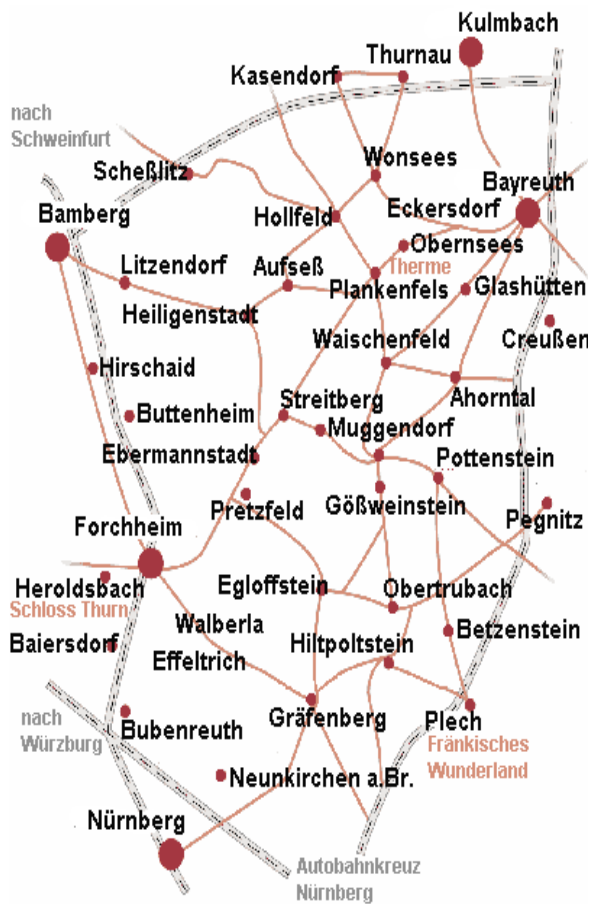 Kulmbach
Thurnau
Kasendorf
nach
Schweinfurt
Wonsees
Scheßlitz
Bayreuth
Bamberg
Hollfeld
Eckersdorf
Obernsees
Therme
Litzendorf
Aufseß
Plankenfels
Glashütten
Heiligenstadt
Waischenfeld
Creußen
Hirschaid
Ahorntal
Streitberg
Buttenheim
Muggendorf
Ebermannstadt
Pottenstein
Pretzfeld
Gößweinstein
Pegnitz
Forchheim
Heroldsbach
Schloss Thurn
Egloffstein
Obertrubach
Walberla
Betzenstein
Baiersdorf
Effeltrich
Hiltpoltstein
nach
Würzburg
Bubenreuth
Gräfenberg
Plech
Fränkisches
Wunderland
Neunkirchen a.Br.
Nürnberg
Autobahnkreuz
Nürnberg